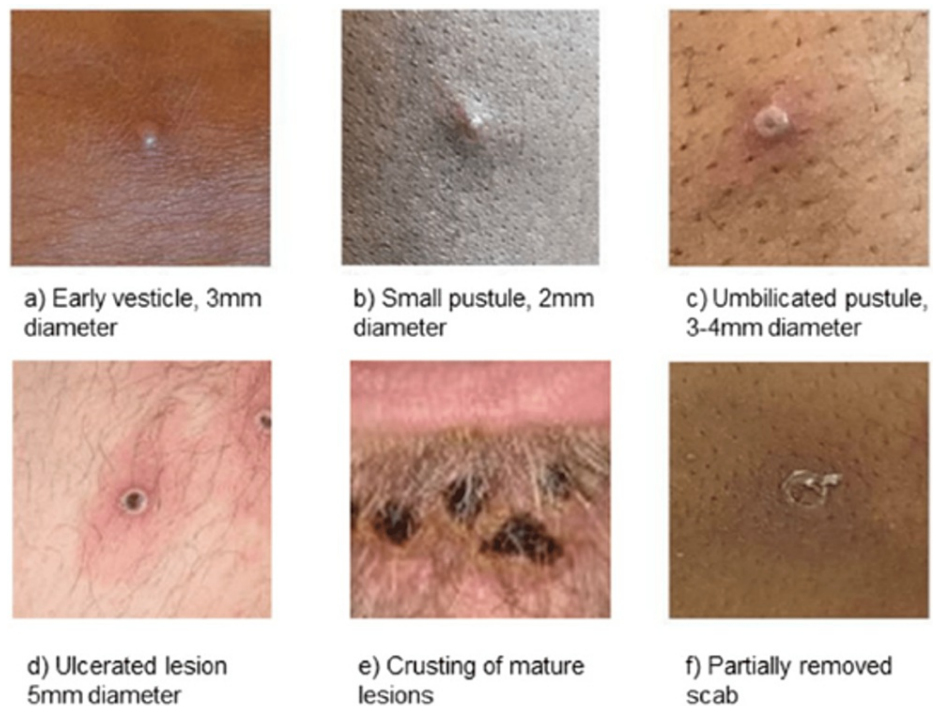 a) Early vesticle, 3mm
diameter
b) Small pustule, 2mm
diameter
c) Umbilicated pustule,
3-4mm diameter
d) Ulcerated lesion
5mm diameter
e) Crusting of mature
lesions
f) Partially removed
scab